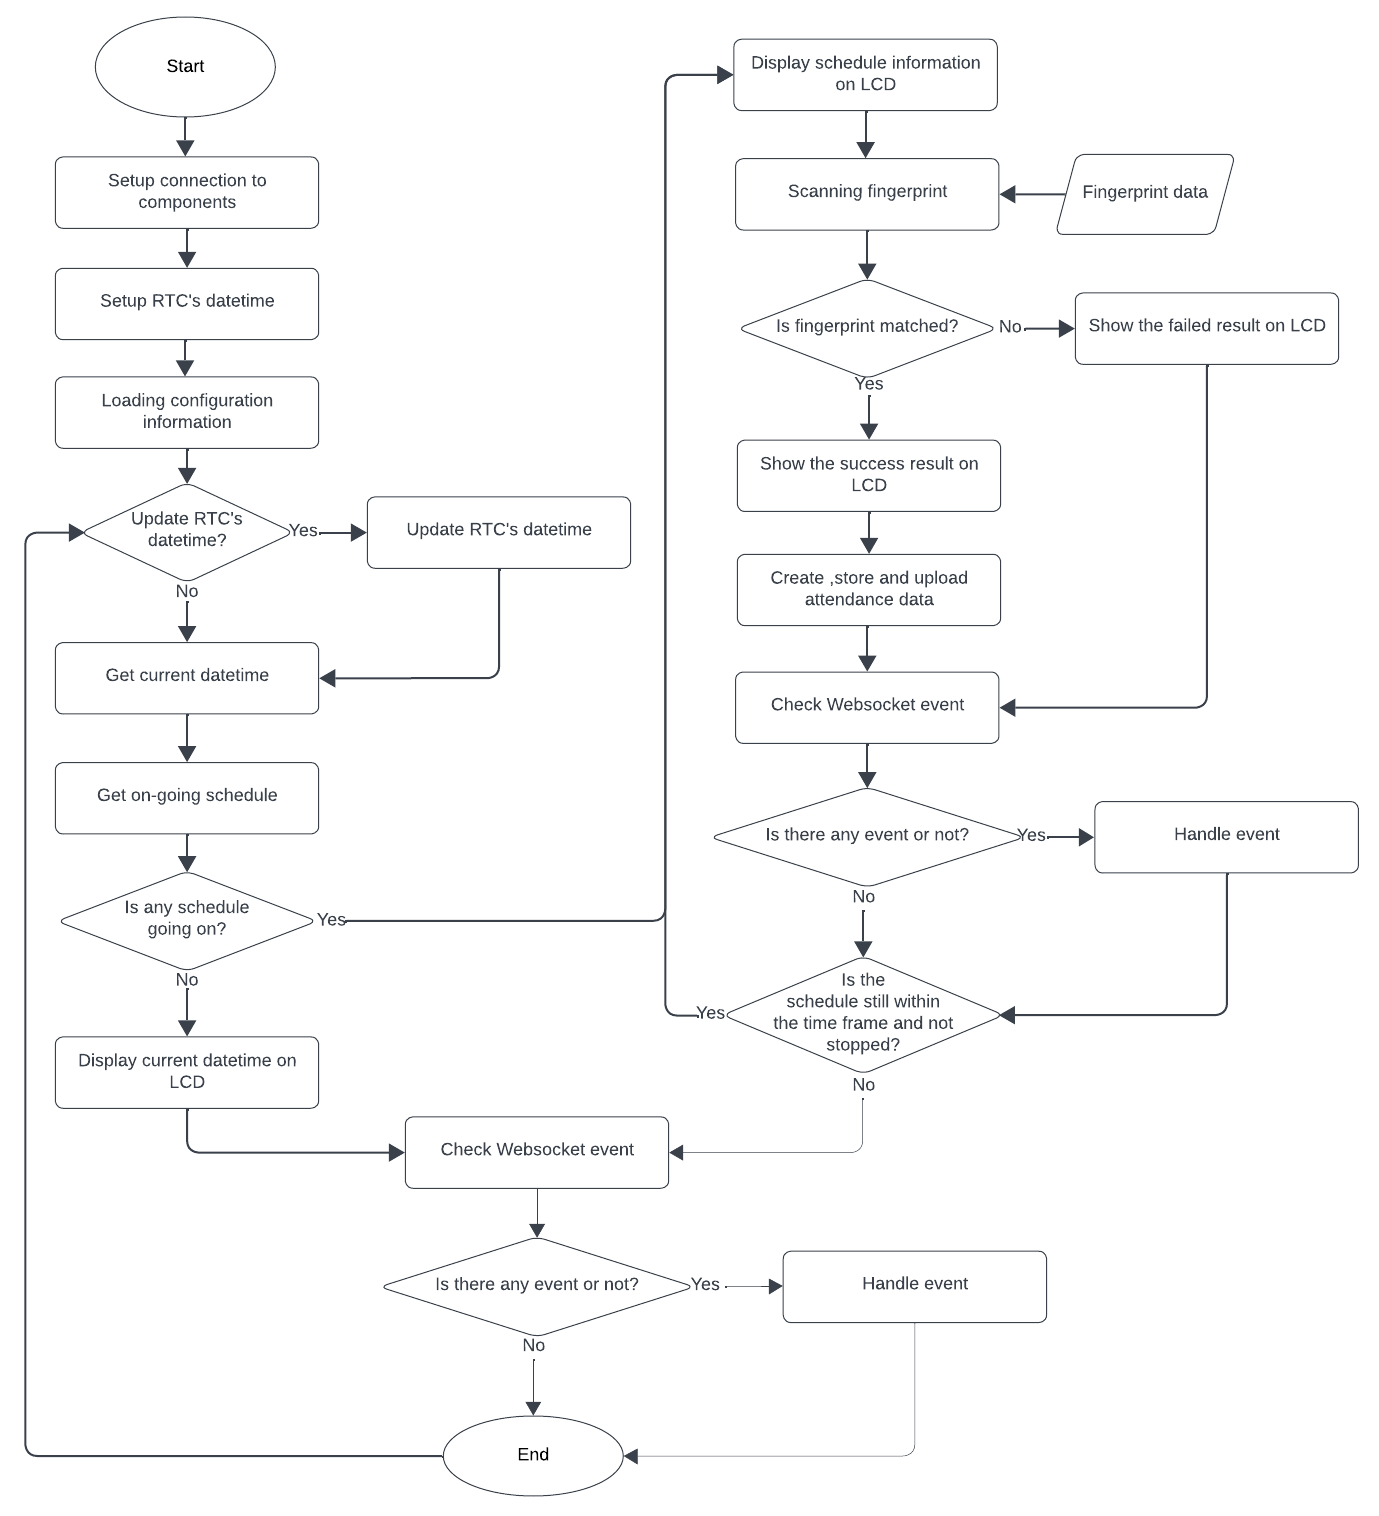 Start
Setup connection to
components
Setup RTC's datetime
Loading configuration
information
Update RTC's
datetime?
Yes
Update RTC's datetime
No
Get current datetime
Get on-going schedule
Is any schedule
going on?
Yes
No
Display current datetime on
LCD
Display schedule information
on LCD
Scanning fingerprint
Fingerprint data
Is fingerprint matched?
No
Show the failed result on LCD
Yes
Show the success result on
LCD
Create ,store and upload
attendance data
Check Websocket event
Is there any event or not?
Yes
Handle event
No
Is the
schedule still within
the time frame and not
stopped?
Yes
No
Check Websocket event
Is there any event or not?
Yes
Handle event
No
End